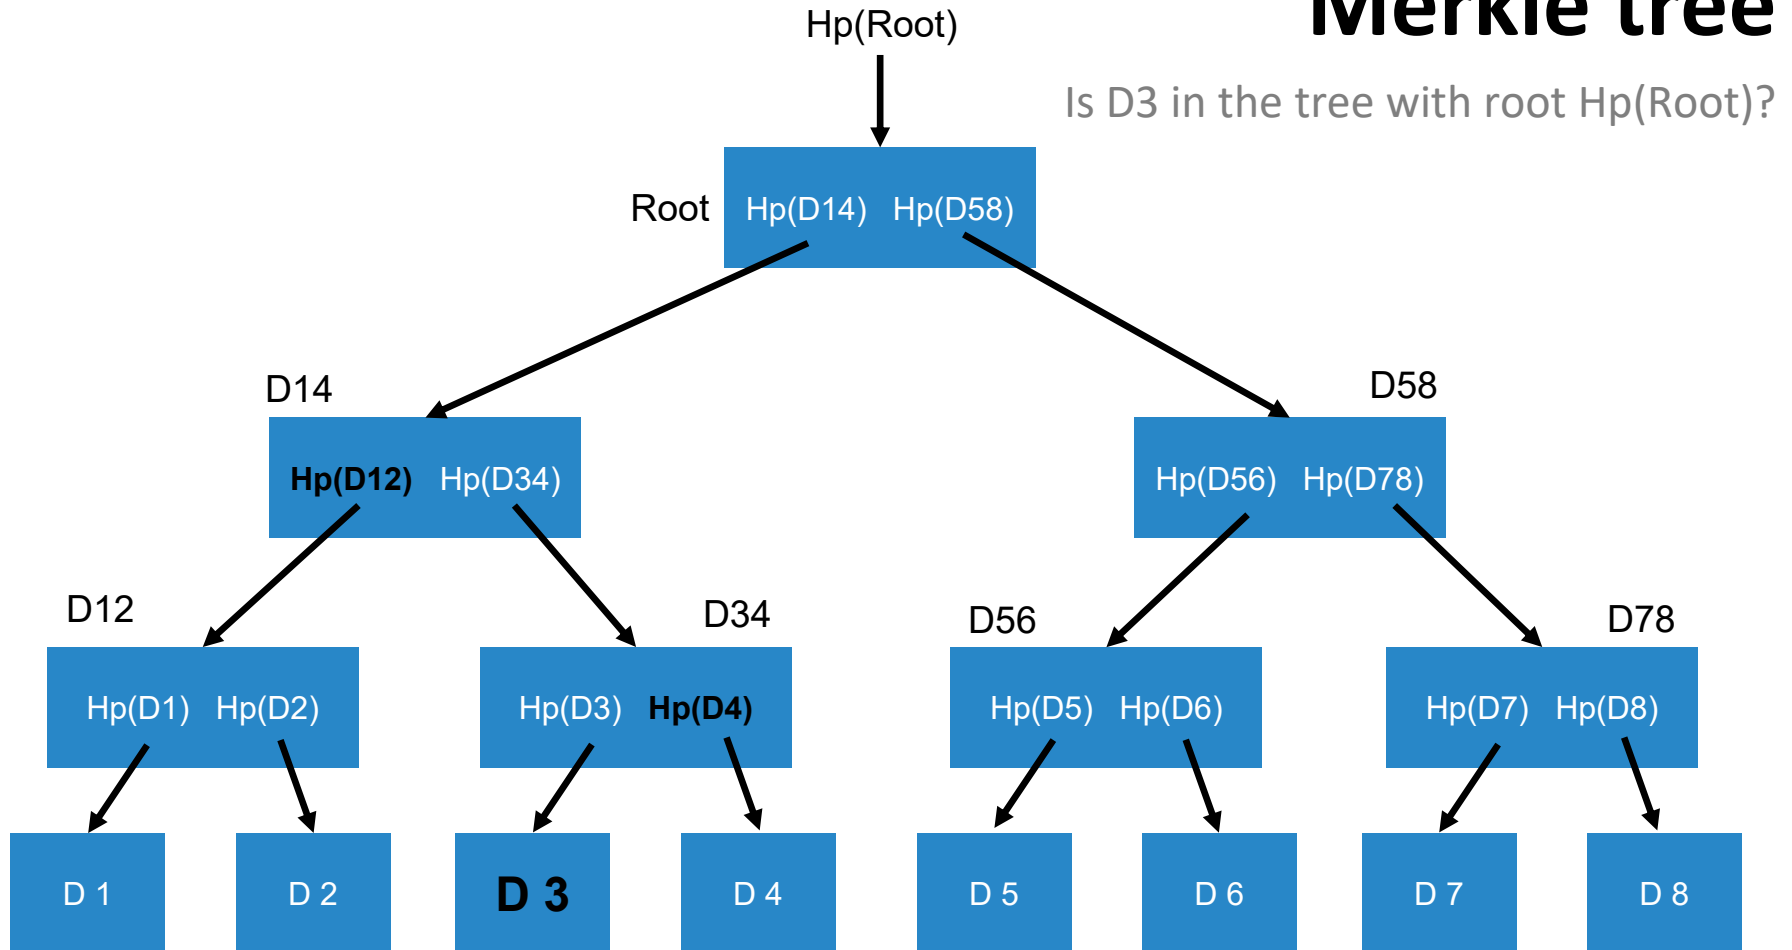 Hp(Root)
Merkle tree
Is D3 in the tree with root Hp(Root)?
Root
Hp(D14) Hp(D58)
D14
D58
Hp(D12) Hp(D34)
Hp(D56) Hp(D78)
D12
D34
D56
D78
Hp(D1) Hp(D2)
Hp(D3) Hp(D4)
Hp(D5) Hp(D6)
Hp(D7) Hp(D8)
D 1
D 2
D 3
D 4
D 5
D 6
D 7
D 8